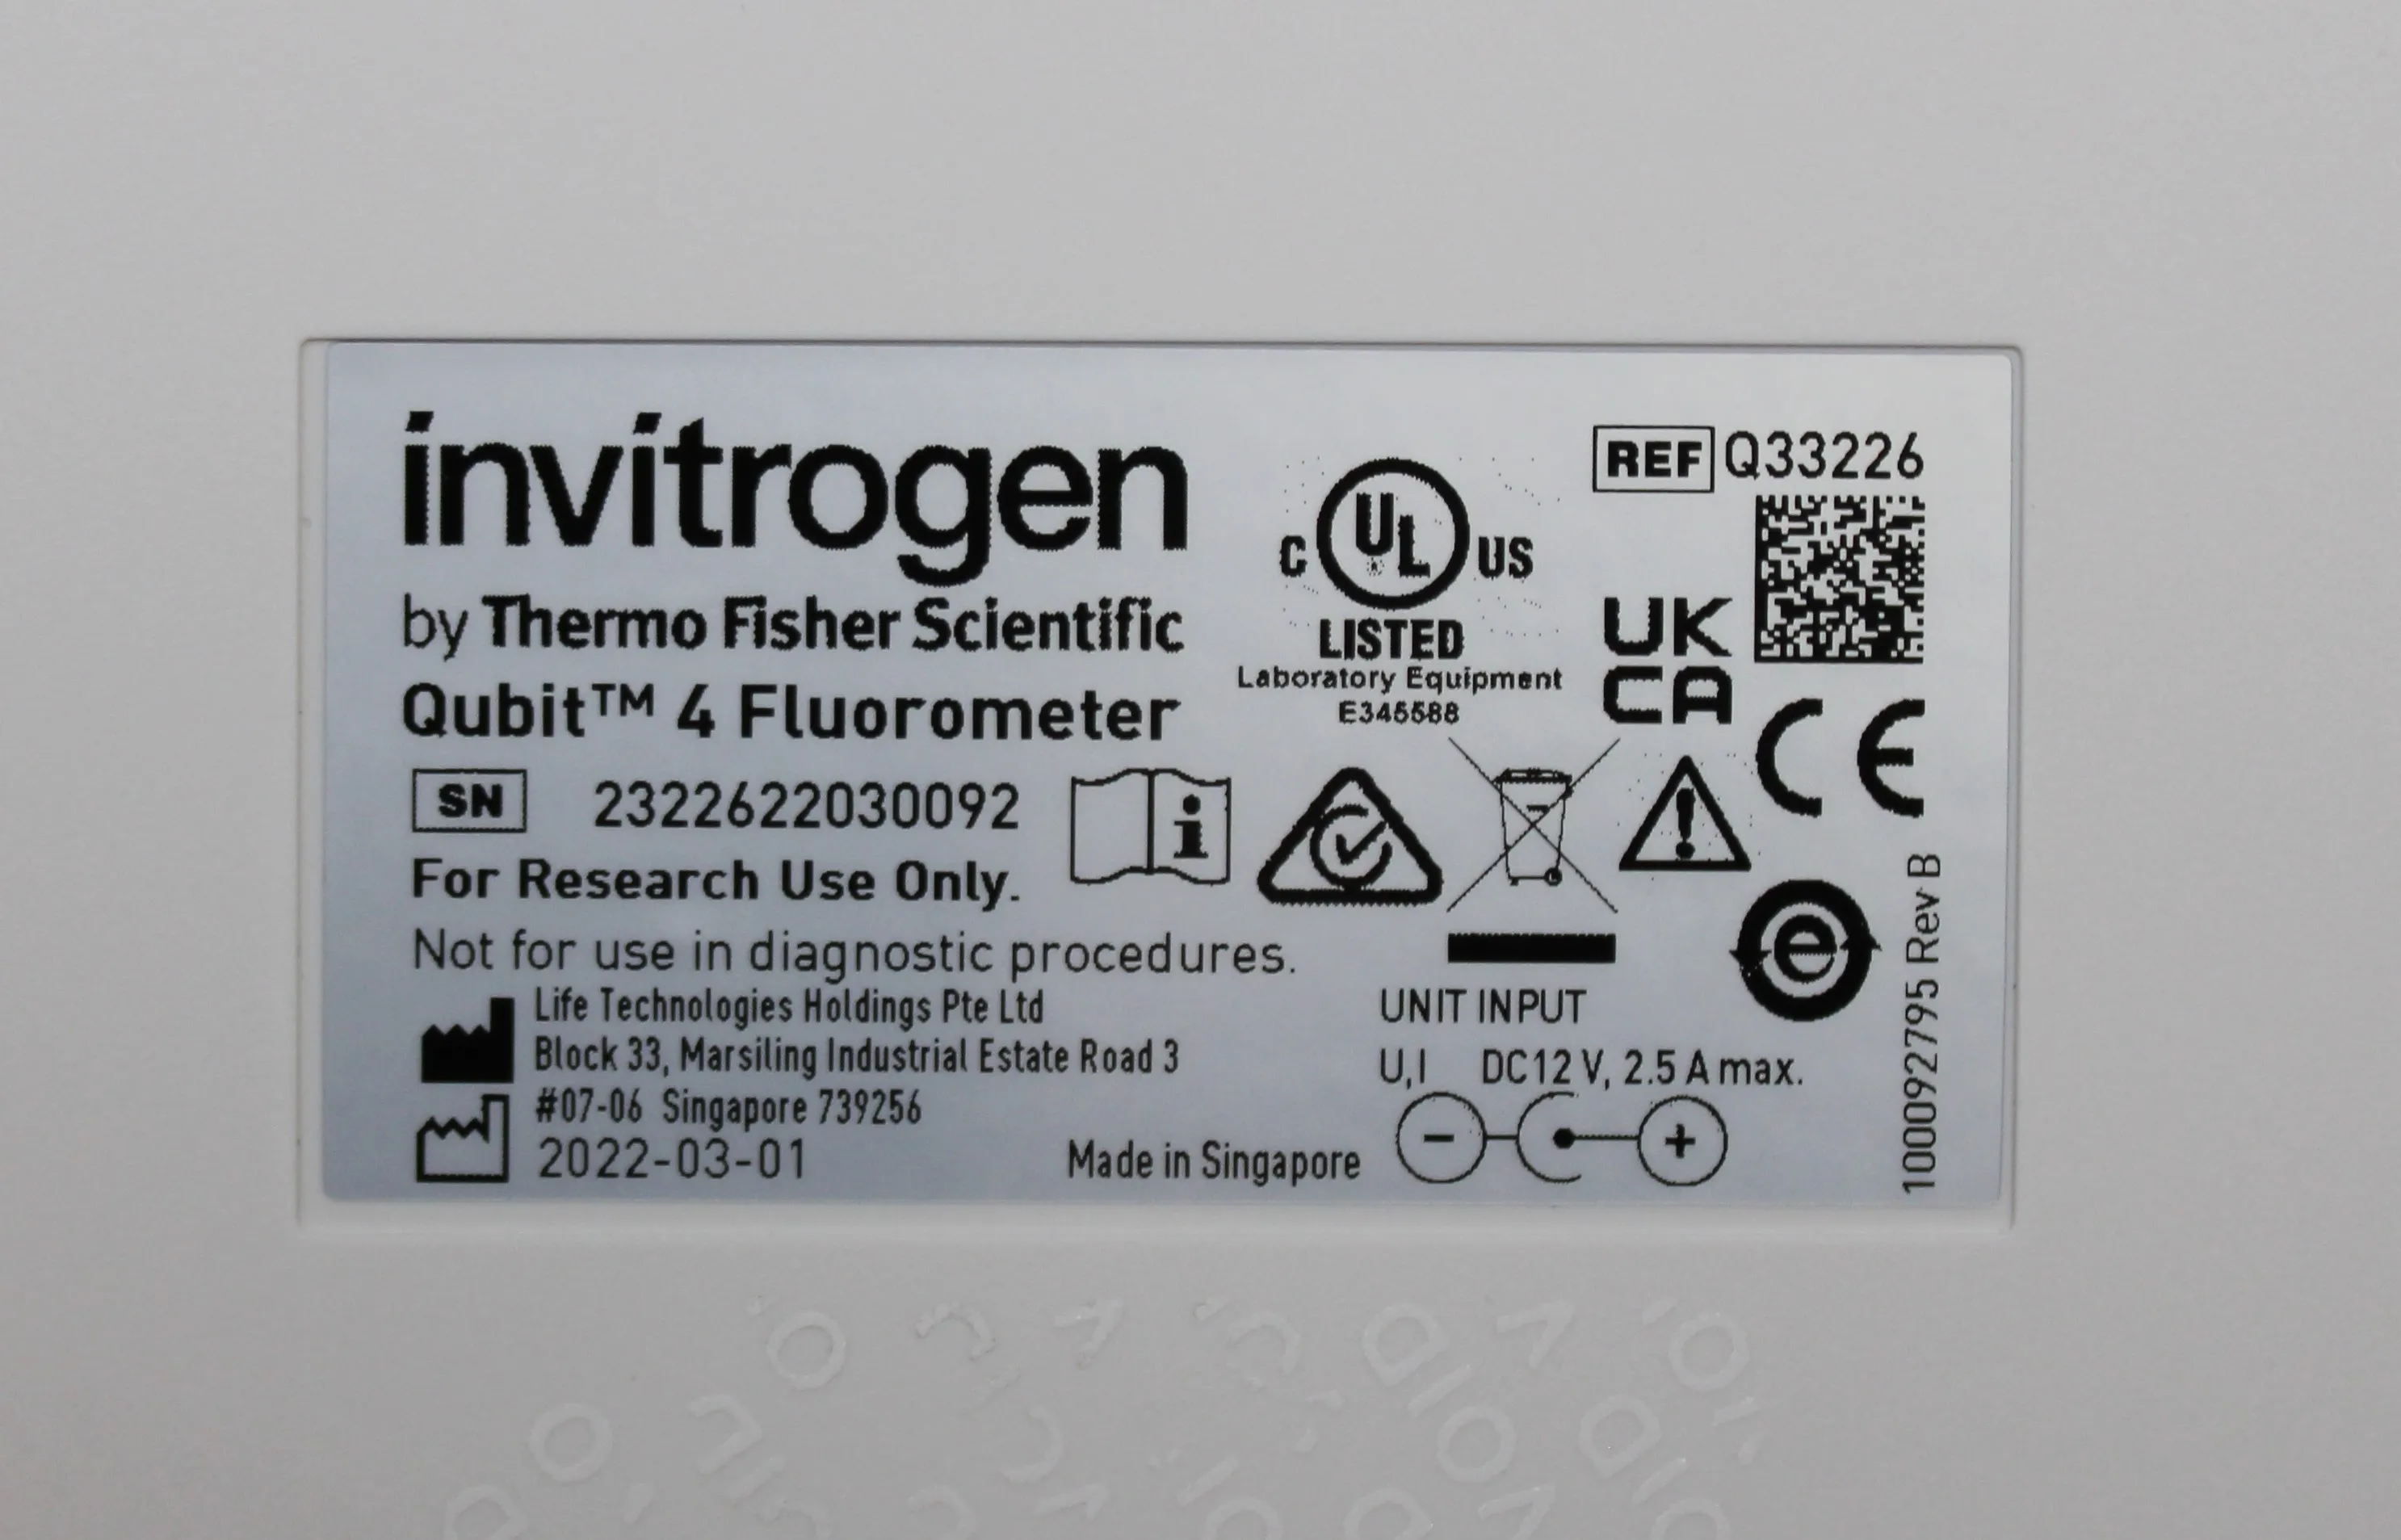 invitrogen
by Thermo Fisher Scientific
Qubit™ 4 Fluorometer
SN 2322622030092
For Research Use Only.
Not for use in diagnostic procedures.
Life Technologies Holdings Pte Ltd
Block 33, Marsiling Industrial Estate Road 3
#07-06 Singapore 739256
2022-03-01
Made in Singapore
C UL US
LISTED
Laboratory Equipment
REF Q33226
UK
CA
CE
e
UNIT INPUT
U,I DC12 V, 2.5 A max.
100092795 Rev B